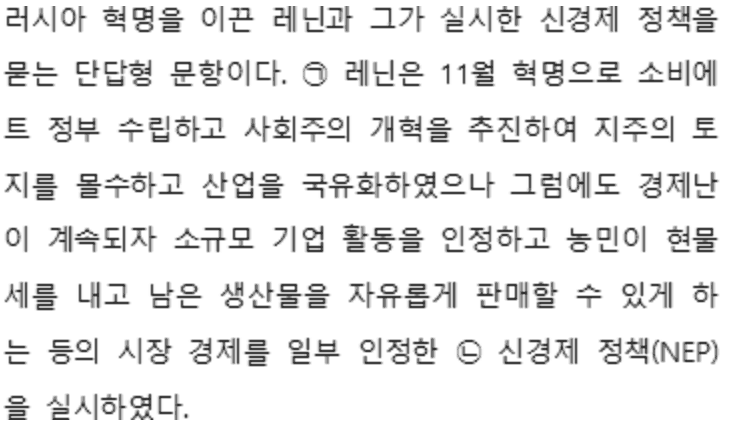 러시아 혁명을 이끈 레닌과 그가 실시한 신경제 정책을
묻는 단답형 문항이다. ㉠ 레닌은 11월 혁명으로 소비에
트 정부 수립하고 사회주의 개혁을 추진하여 지주의 토
지를 몰수하고 산업을 국유화하였으나 그럼에도 경제난
이 계속되자 소규모 기업 활동을 인정하고 농민이 현물
세를 내고 남은 생산물을 자유롭게 판매할 수 있게 하
는 등의 시장 경제를 일부 인정한 ㉡ 신경제 정책(NEP)
을 실시하였다.